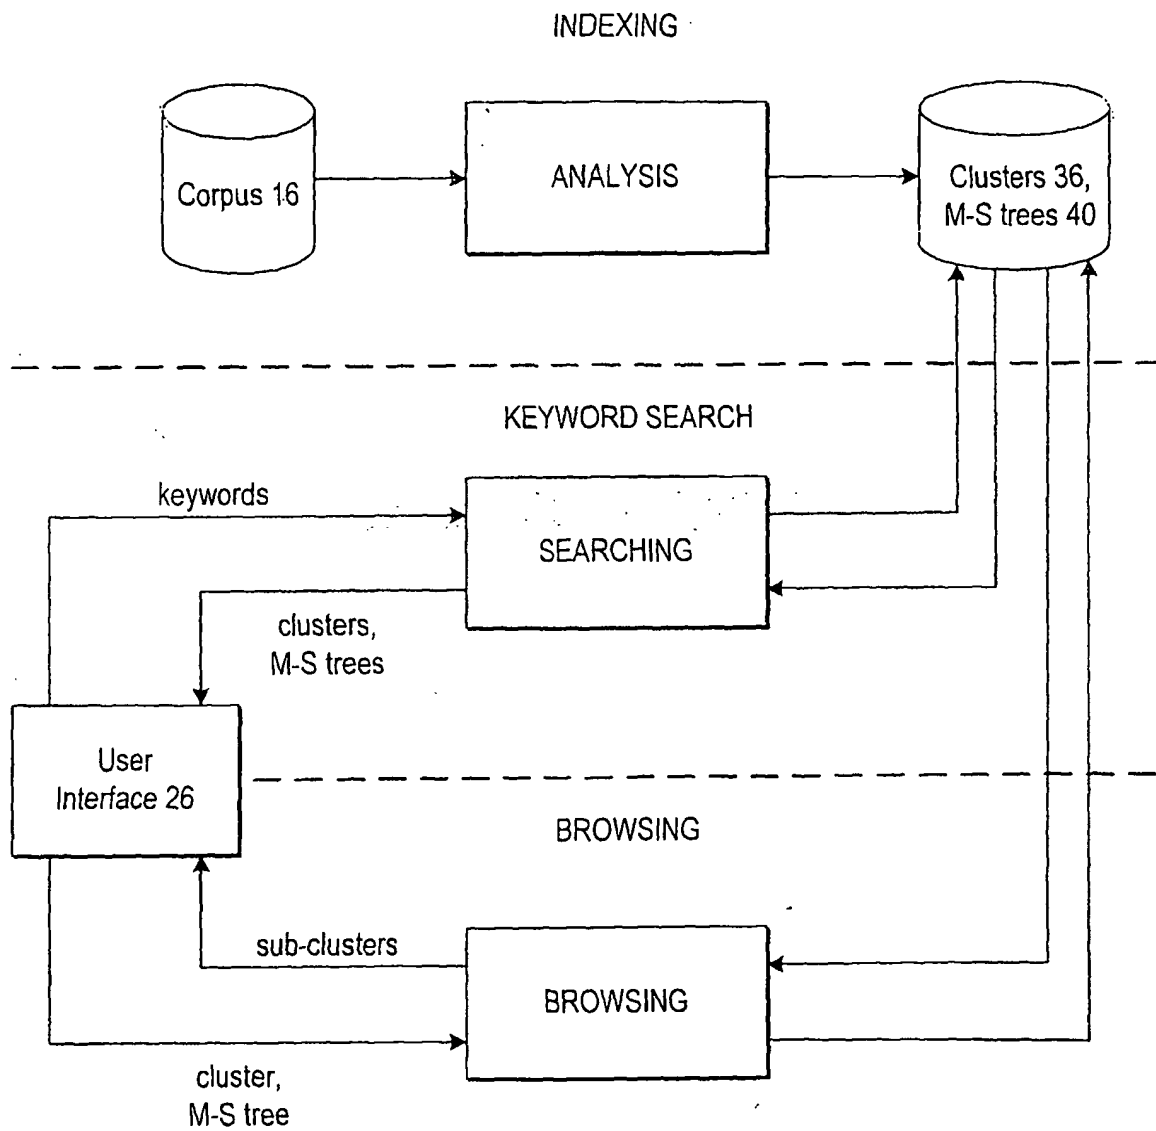 INDEXING
Corpus 16
ANALYSIS
Clusters 36,
M-S trees 40
KEYWORD SEARCH
keywords
SEARCHING
clusters,
M-S trees
User
Interface 26
BROWSING
sub-clusters
BROWSING
cluster,
M-S tree